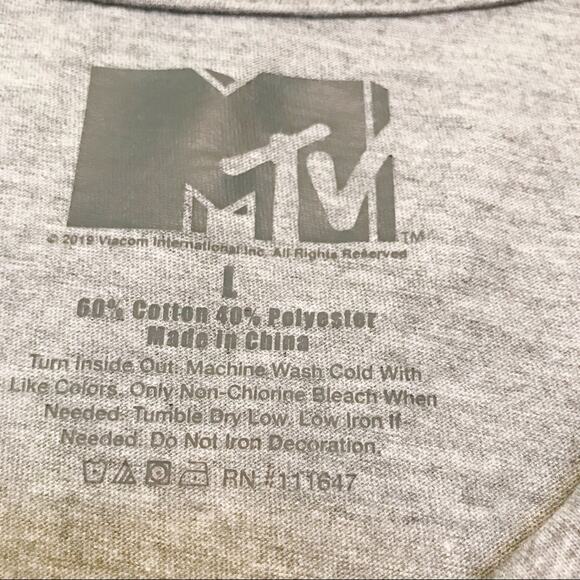 MTV TM
© 2019 Viacom International Inc. All Rights Reserved
L
60% Cotton 40% Polyester
Made in China
Turn Inside Out. Machine Wash Cold With
Like Colors. Only Non-Chlorine Bleach When
Needed. Tumble Dry Low. Low Iron If
Needed. Do Not Iron Decoration.
RN #111647